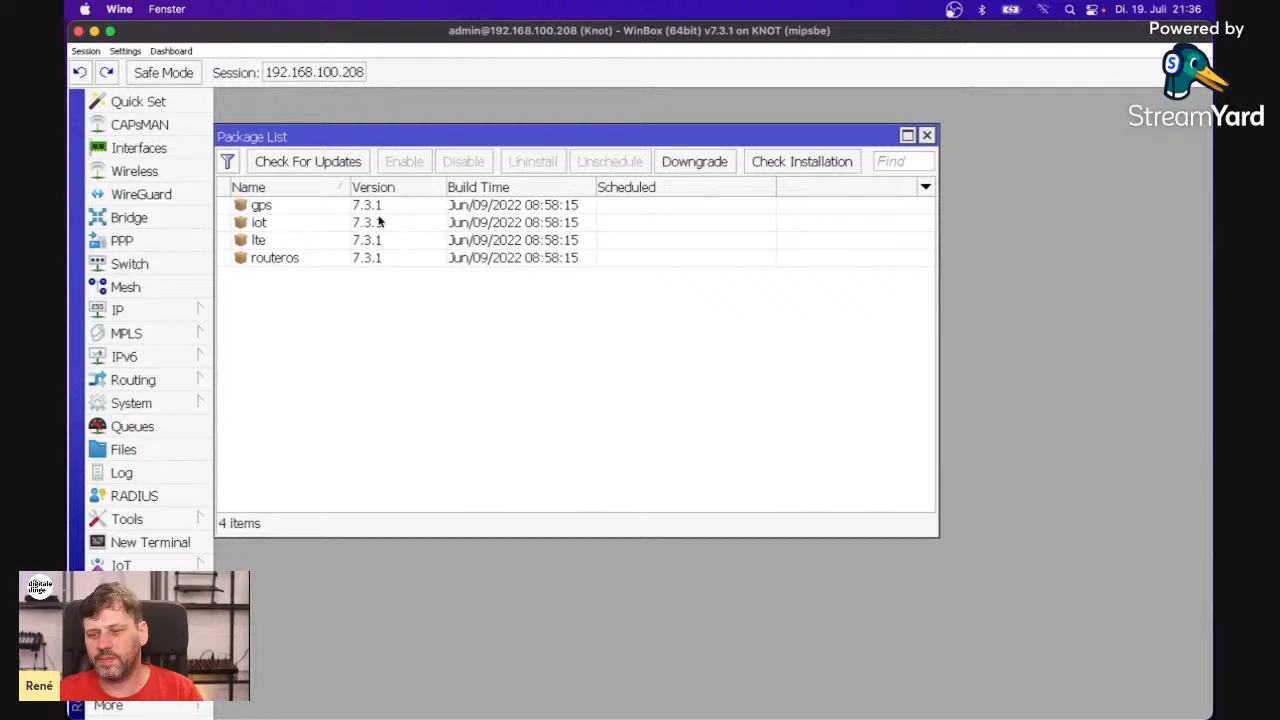 Wine Fenster Di. 19. Juli 21:36
admin@192.168.100.208 (Knot) - WinBox (64bit) v7.3.1 on KNOT (mipsbe)
Powered by
StreamYard
Session Settings Dashboard
Safe Mode Session: 192.168.100.208
Quick Set
CAPsMAN
Interfaces
Wireless
WireGuard
Bridge
PPP
Switch
Mesh
IP
MPLS
IPv6
Routing
System
Queues
Files
Log
RADIUS
Tools
New Terminal
IoT
More
Package List
Check For Updates Enable Disable Uninstall Unschedule Downgrade Check Installation Find
Name Version Build Time Scheduled
gps 7.3.1 Jun/09/2022 08:58:15
iot 7.3.1 Jun/09/2022 08:58:15
lte 7.3.1 Jun/09/2022 08:58:15
routeros 7.3.1 Jun/09/2022 08:58:15
4 items
digitale
dinge
René